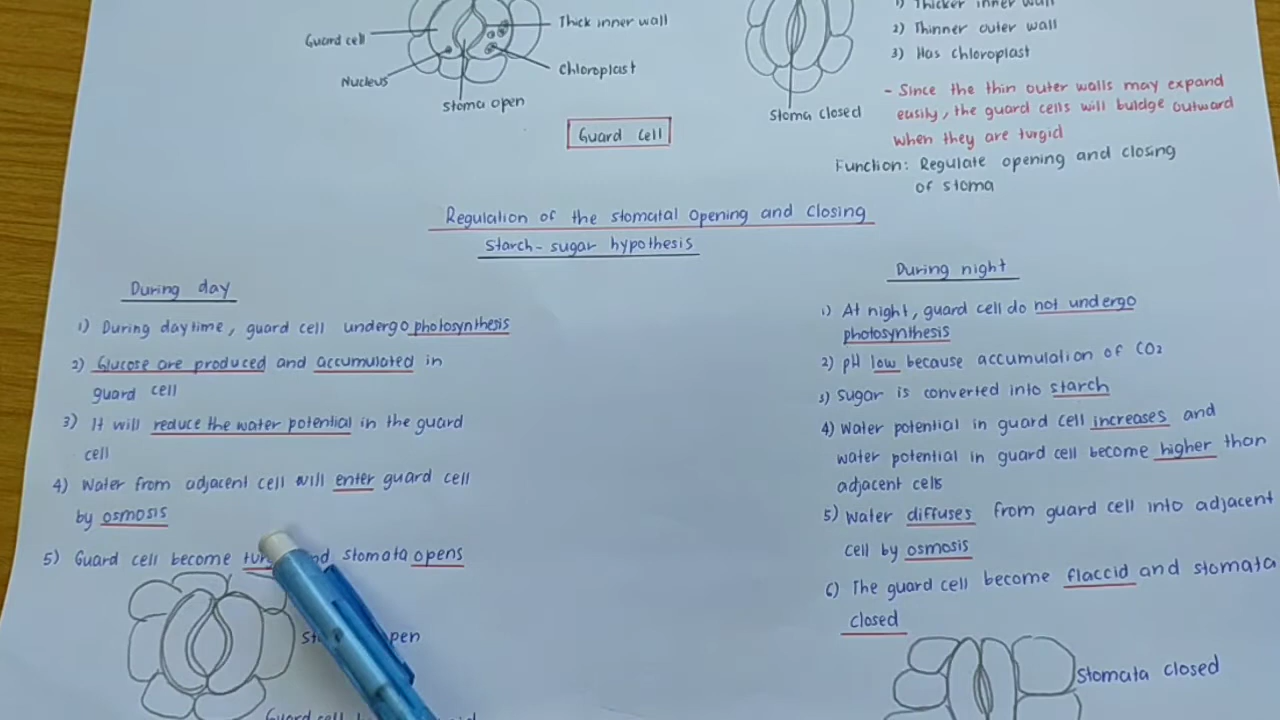 Thick inner wall
Guard cell
Chloroplast
Nucleus
Stoma open
Guard Cell
1) Thicker inner wall
2) Thinner outer wall
3) Has chloroplast
Stoma closed
- Since the thin outer walls may expand
easily, the guard cells will buldge outward
when they are turgid
Function: Regulate opening and closing
of stoma
Regulation of the stomatal opening and closing
Starch-sugar hypothesis
During day
1) During daytime, guard cell undergo photosynthesis
2) Glucose are produced and accumulated in
guard cell
3) It will reduce the water potential in the guard
cell
4) Water from adjacent cell will enter guard cell
by osmosis
5) Guard cell become and stomata opens
During night
1) At night, guard cell do not undergo
photosynthesis
2) pH low because accumulation of CO2
3) Sugar is converted into starch
4) Water potential in guard cell increases and
water potential in guard cell become higher than
adjacent cells
5) Water diffuses from guard cell into adjacent
cell by osmosis
6) The guard cell become flaccid and stomata
closed
Stomata closed